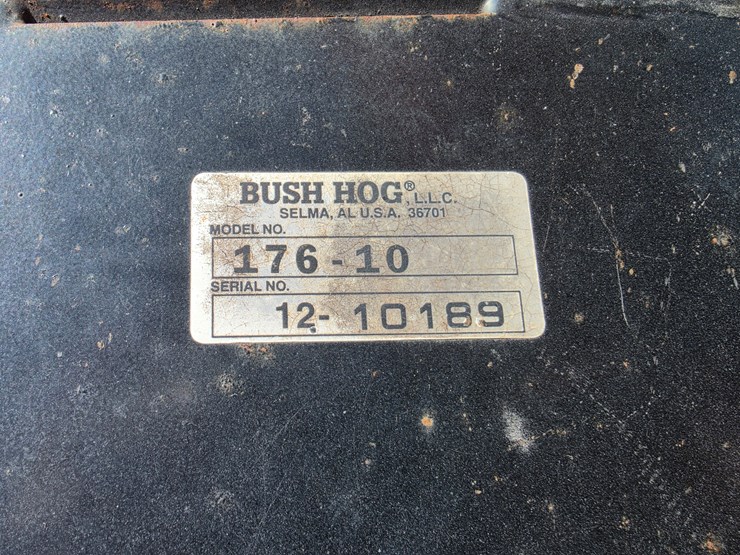 BUSH HOG®, L.L.C.
SELMA, AL U.S.A. 36701
MODEL NO.
176-10
SERIAL NO.
12-10189